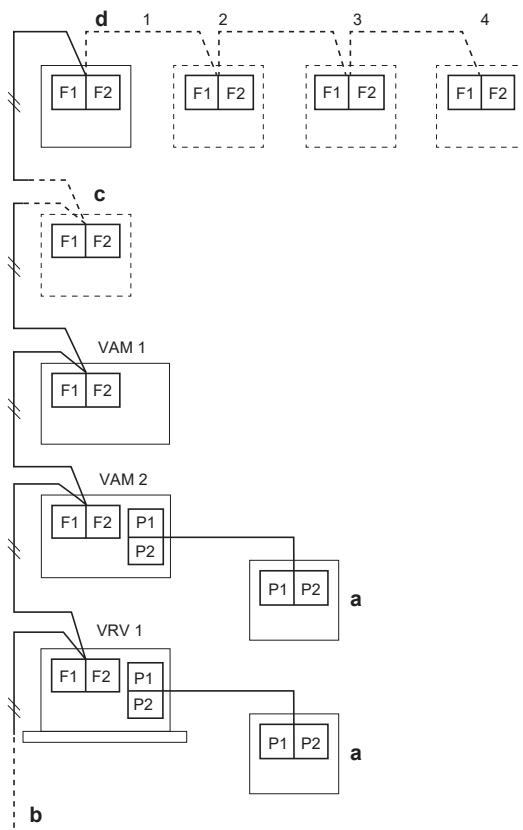 d 1 2 3 4
F1 F2 F1 F2 F1 F2 F1 F2
c
F1 F2
VAM 1
F1 F2
VAM 2
F1 F2 P1
P2
P1 P2 a
VRV 1
F1 F2 P1
P2
P1 P2 a
b